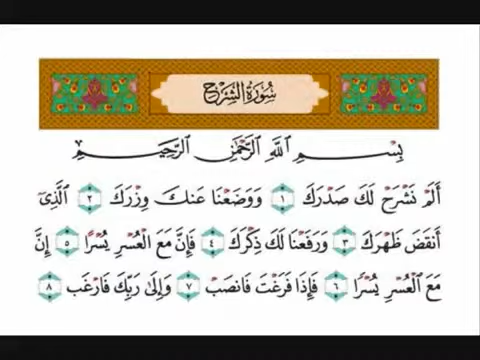 سُورَةُ الشَّرْحِ
بِسْمِ اللَّهِ الرَّحْمَٰنِ الرَّحِيمِ
أَلَمْ نَشْرَحْ لَكَ صَدْرَكَ ١ وَوَضَعْنَا عَنكَ وِزْرَكَ ٢ الَّذِي
أَنقَضَ ظَهْرَكَ ٣ وَرَفَعْنَا لَكَ ذِكْرَكَ ٤ فَإِنَّ مَعَ الْعُسْرِ يُسْرًا ٥ إِنَّ
مَعَ الْعُسْرِ يُسْرًا ٦ فَإِذَا فَرَغْتَ فَانصَبْ ٧ وَإِلَىٰ رَبِّكَ فَارْغَب ٨